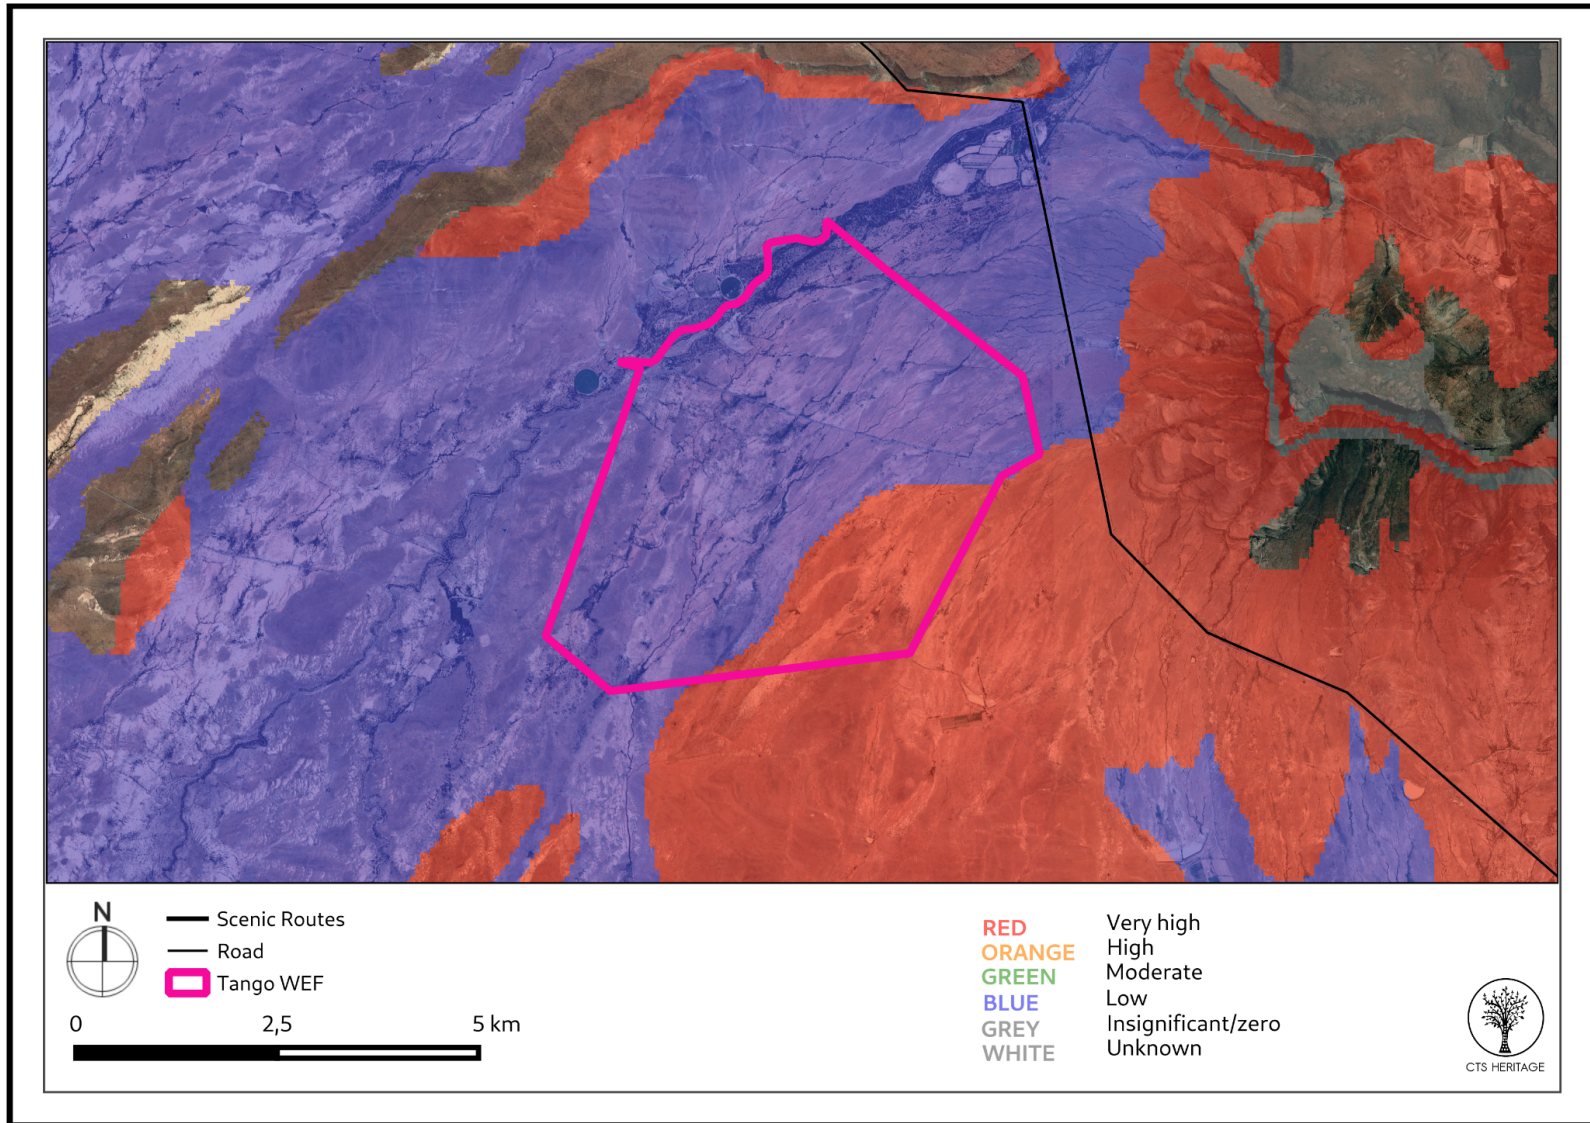 N
Scenic Routes
Road
Tango WEF
0 2,5 5 km
RED Very high
ORANGE High
GREEN Moderate
BLUE Low
GREY Insignificant/zero
WHITE Unknown
CTS HERITAGE